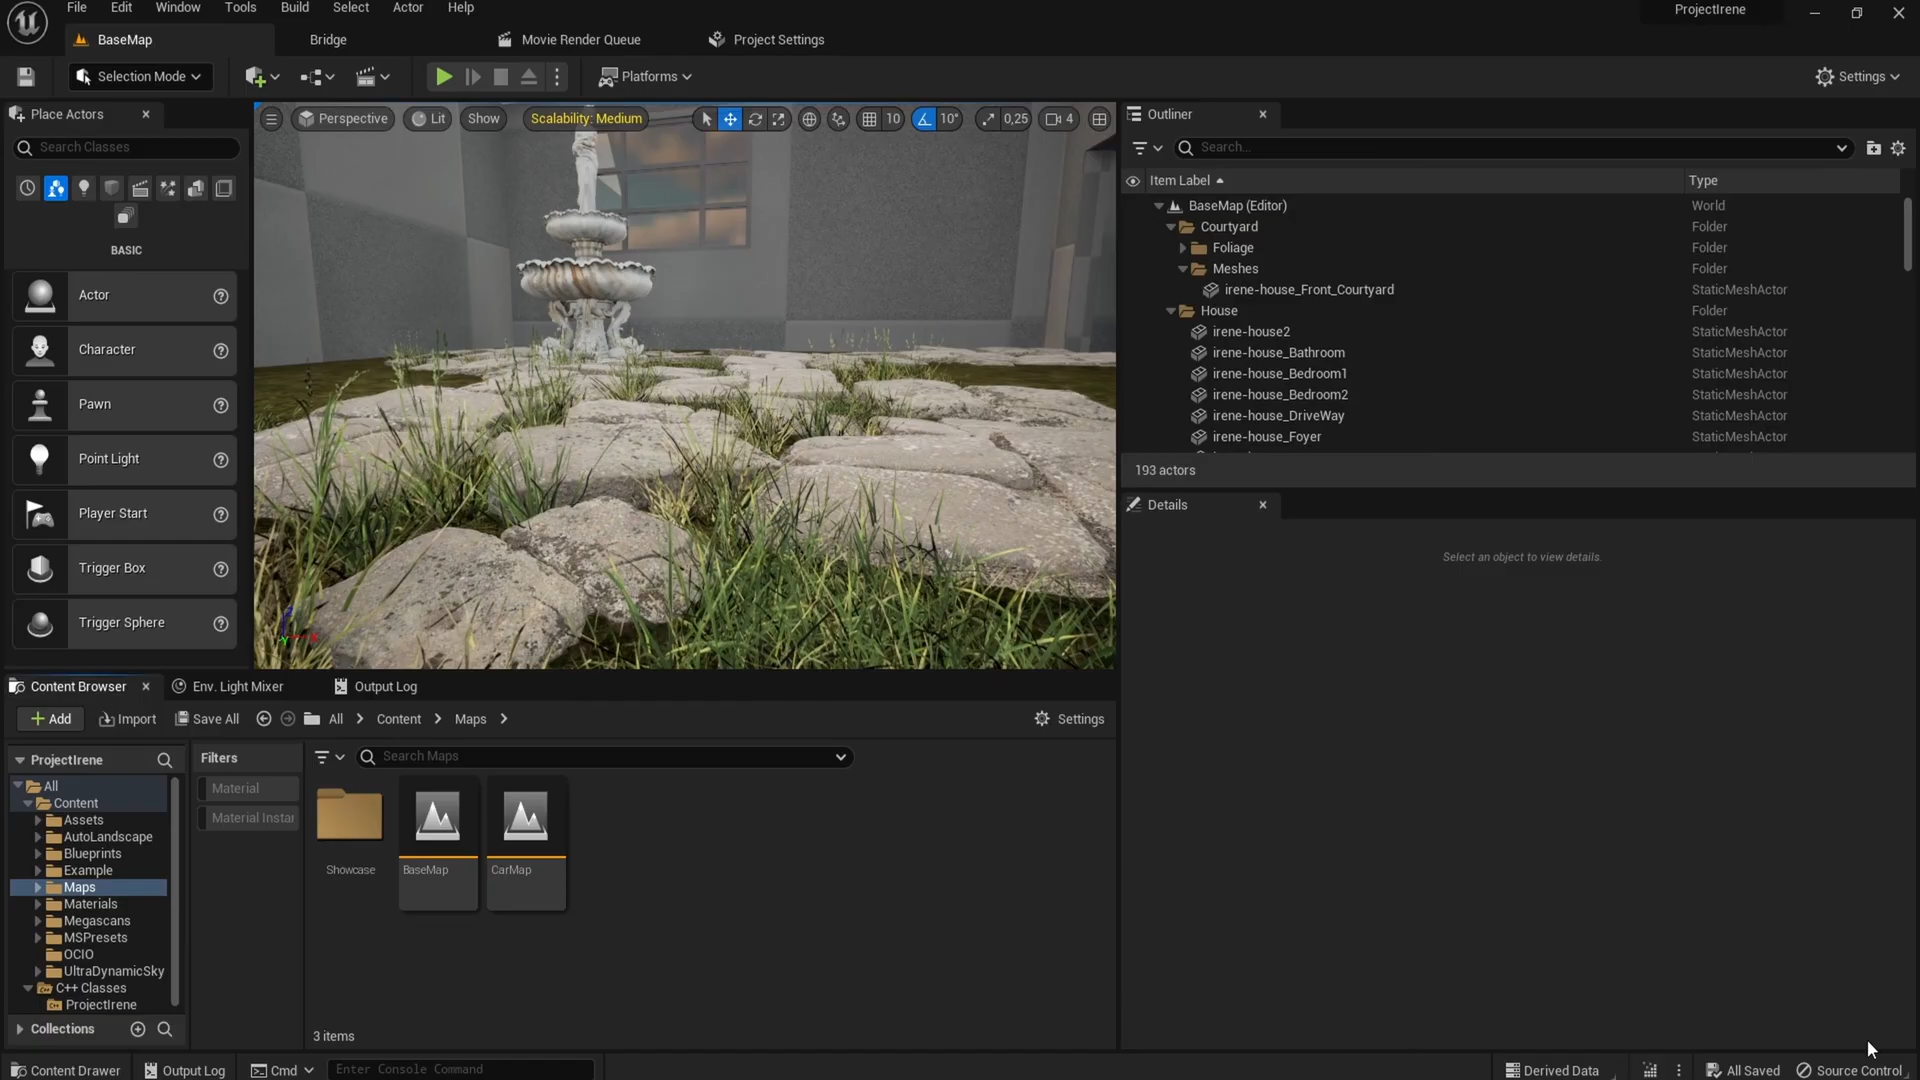 File Edit Window Tools Build Select Actor Help
ProjectIrene
BaseMap
Bridge
Movie Render Queue
Project Settings
Selection Mode
Platforms
Settings
Place Actors
Search Classes
BASIC
Actor
Character
Pawn
Point Light
Player Start
Trigger Box
Trigger Sphere
Perspective
Lit
Show
Scalability: Medium
10
10°
0,25
4
Outliner
Search...
Item Label Type
BaseMap (Editor) World
Courtyard Folder
Foliage Folder
Meshes Folder
irene-house_Front_Courtyard StaticMeshActor
House Folder
irene-house2 StaticMeshActor
irene-house_Bathroom StaticMeshActor
irene-house_Bedroom1 StaticMeshActor
irene-house_Bedroom2 StaticMeshActor
irene-house_DriveWay StaticMeshActor
irene-house_Foyer StaticMeshActor
193 actors
Details
Select an object to view details.
Content Browser
Env. Light Mixer
Output Log
Add
Import
Save All
All
Content
Maps
Settings
ProjectIrene
All
Content
Assets
AutoLandscape
Blueprints
Example
Maps
Materials
Megascans
MSPresets
OCIO
UltraDynamicSky
C++ Classes
ProjectIrene
Collections
Filters
Material
Material Instan
Search Maps
Showcase
BaseMap
CarMap
3 items
Content Drawer
Output Log
Cmd
Enter Console Command
Derived Data
All Saved
Source Control